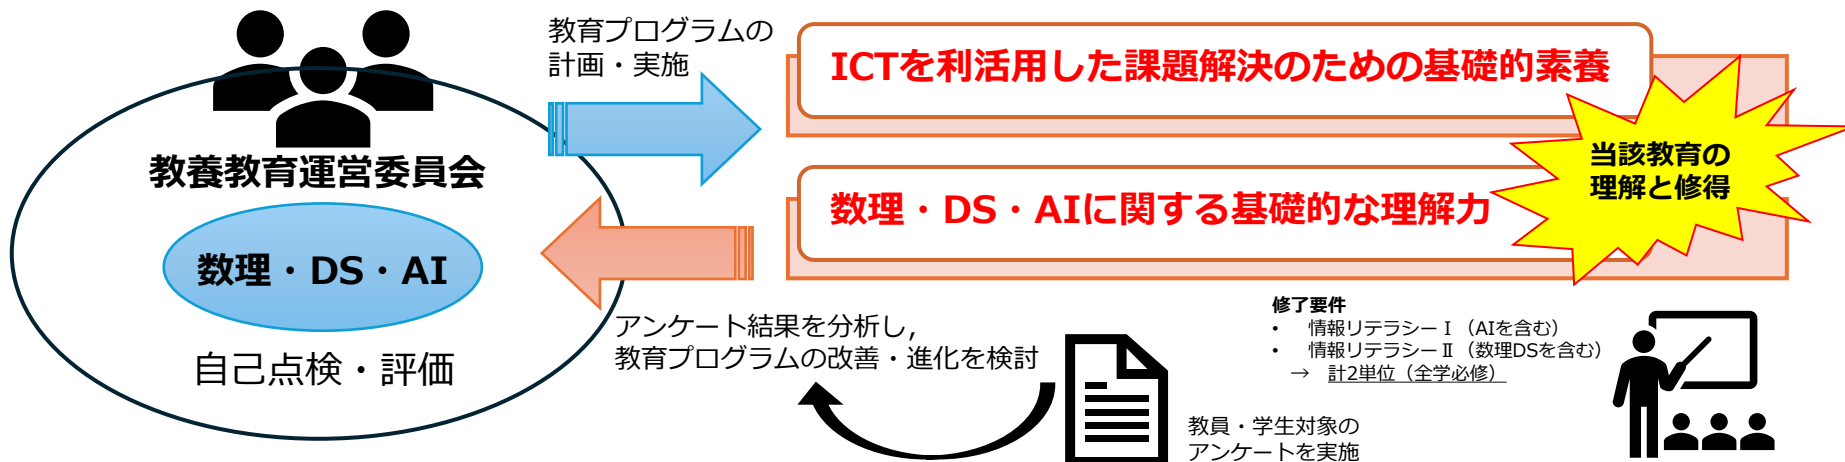 教養教育運営委員会
数理・DS・AI
自己点検・評価
教育プログラムの
計画・実施
ICTを利活用した課題解決のための基礎的素養
数理・DS・AIに関する基礎的な理解力
当該教育の
理解と修得
アンケート結果を分析し,
教育プログラムの改善・進化を検討
教員・学生対象の
アンケートを実施
修了要件
• 情報リテラシーⅠ（AIを含む）
• 情報リテラシーⅡ（数理DSを含む）
→ 計2単位（全学必修）